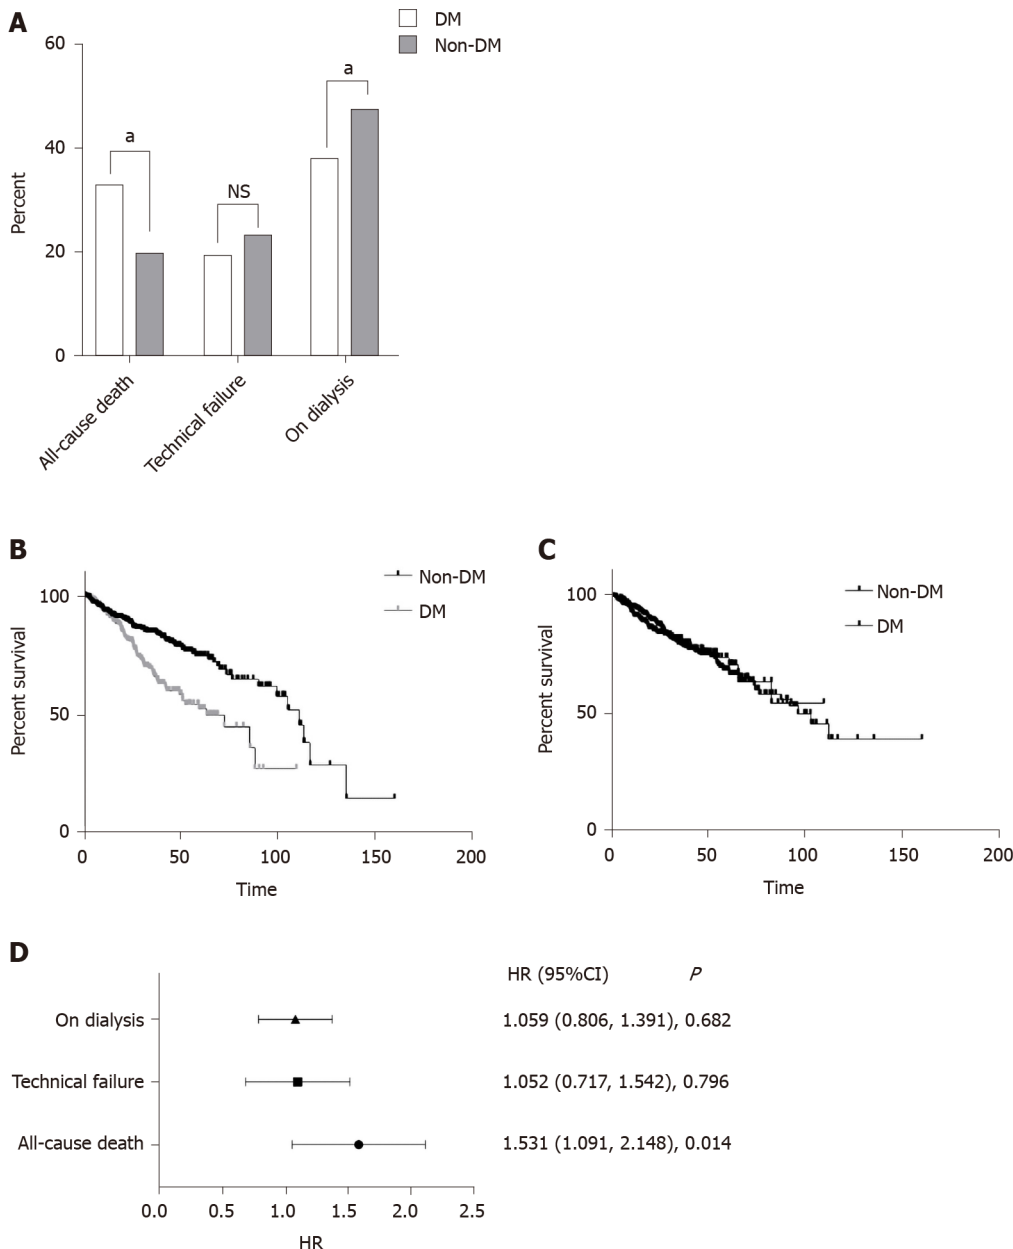 A
DM
Non-DM
60
40
20
0
Percent
a
NS
a
All-cause death
Technical failure
On dialysis
B
Non-DM
DM
100
50
0
Percent survival
0 50 100 150 200
Time
C
Non-DM
DM
100
50
0
Percent survival
0 50 100 150 200
Time
D
HR (95%CI) P
On dialysis 1.059 (0.806, 1.391), 0.682
Technical failure 1.052 (0.717, 1.542), 0.796
All-cause death 1.531 (1.091, 2.148), 0.014
0.0 0.5 1.0 1.5 2.0 2.5
HR